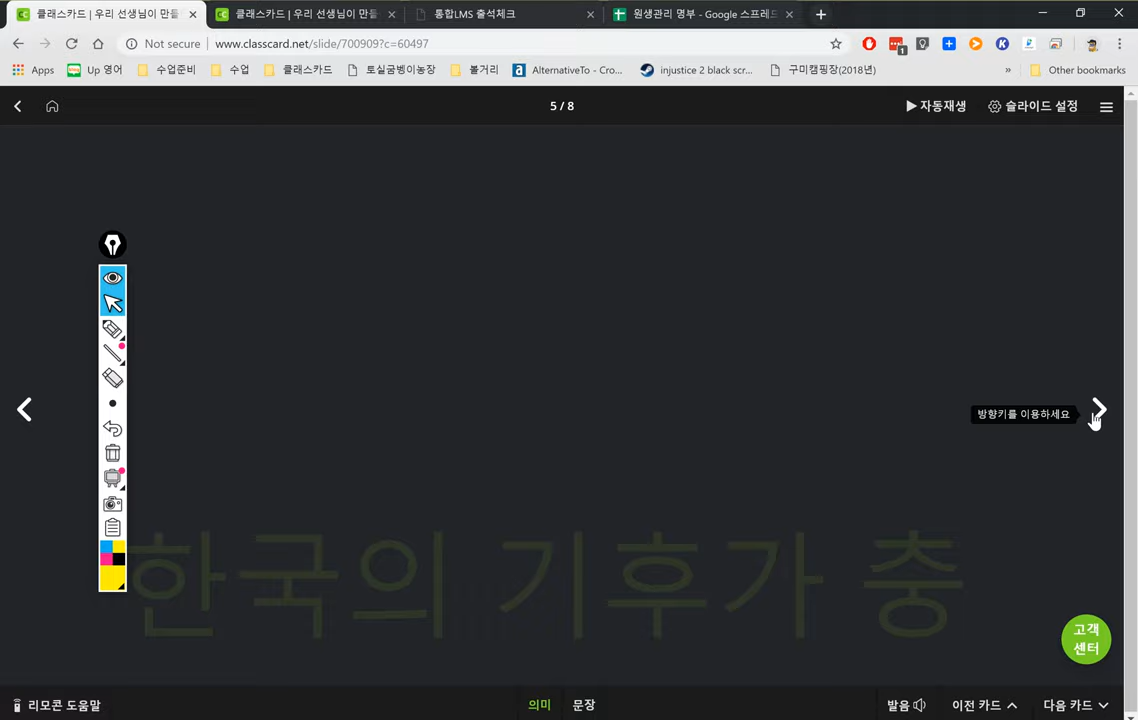 클래스카드 | 우리 선생님이 만들
클래스카드 | 우리 선생님이 만들
통합LMS 출석체크
원생관리 명부 - Google 스프레드
Not secure | www.classcard.net/slide/700909?c=60497
1
Apps
Up 영어
수업준비
수업
클래스카드
토실굼벵이농장
볼거리
AlternativeTo - Cro...
injustice 2 black scr...
구미캠핑장(2018년)
»
Other bookmarks
5 / 8
자동재생
슬라이드 설정
방향키를 이용하세요
한국의 기후가 충
고객
센터
리모콘 도움말
의미
문장
발음
이전 카드
다음 카드